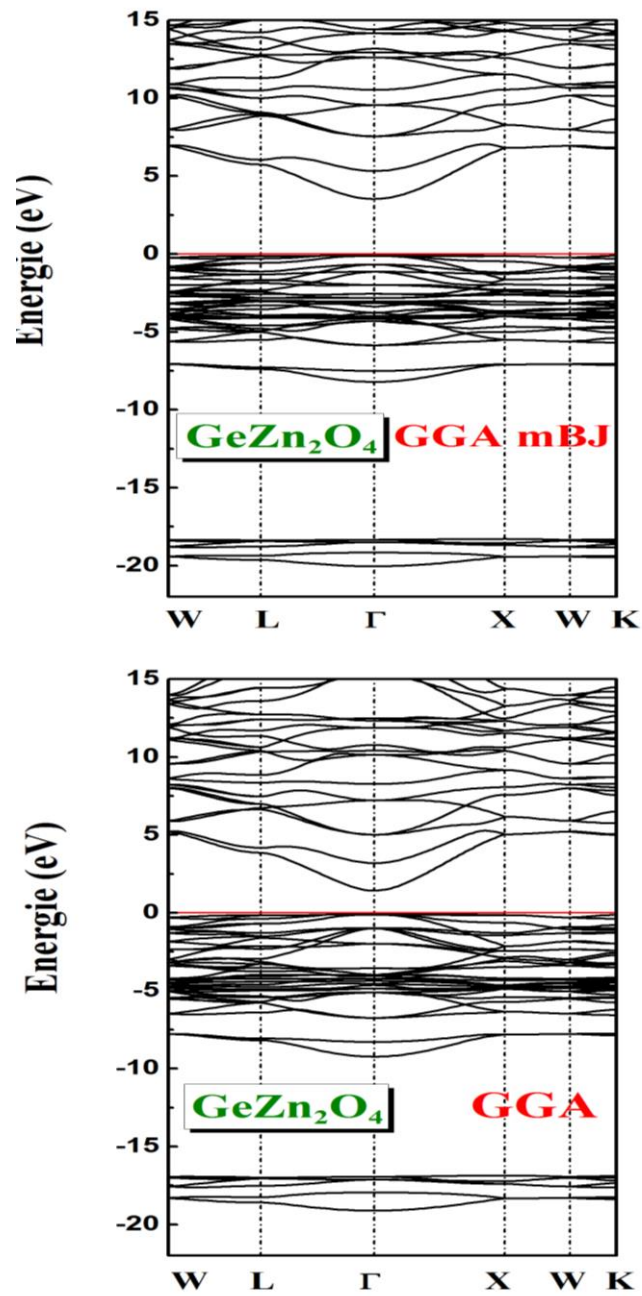 15
10
5
0
-5
-10
-15
-20
Energie (eV)
GeZn₂O₄ GGA mBJ
W L Γ X W K
15
10
5
0
-5
-10
-15
-20
Energie (eV)
GeZn₂O₄ GGA
W L Γ X W K